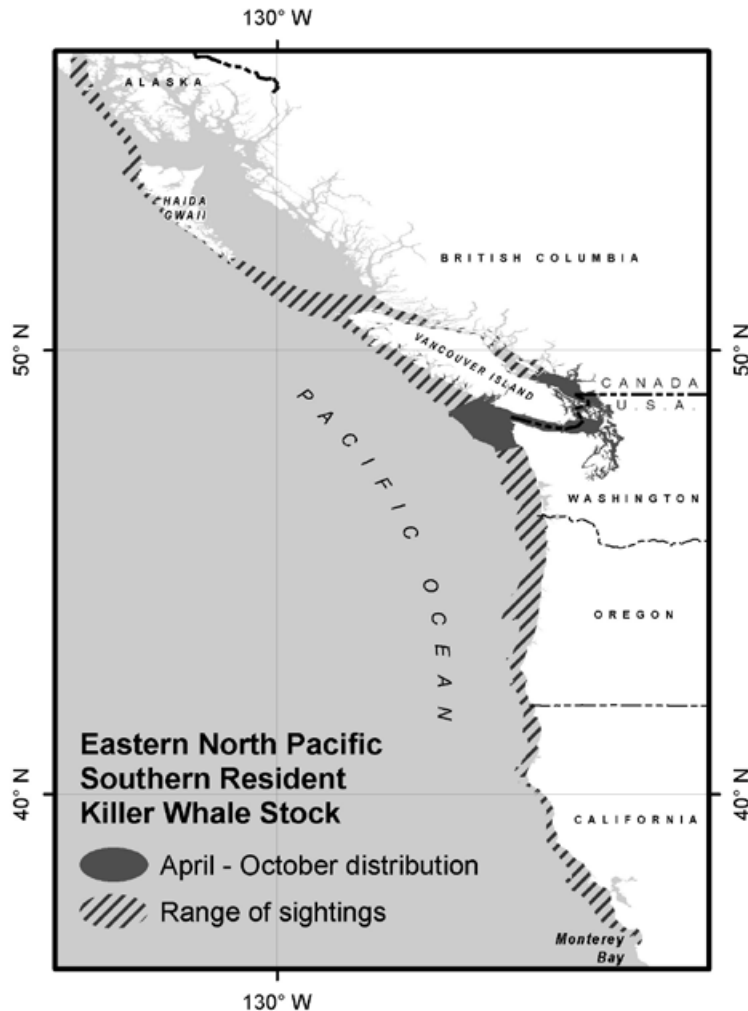 130° W
ALASKA
HAIDA
GWAII
BRITISH COLUMBIA
50° N
50° N
VANCOUVER ISLAND
CANADA
U.S.A.
PACIFIC OCEAN
WASHINGTON
OREGON
Eastern North Pacific
Southern Resident
Killer Whale Stock
40° N
40° N
CALIFORNIA
April - October distribution
Range of sightings
Monterey
Bay
130° W